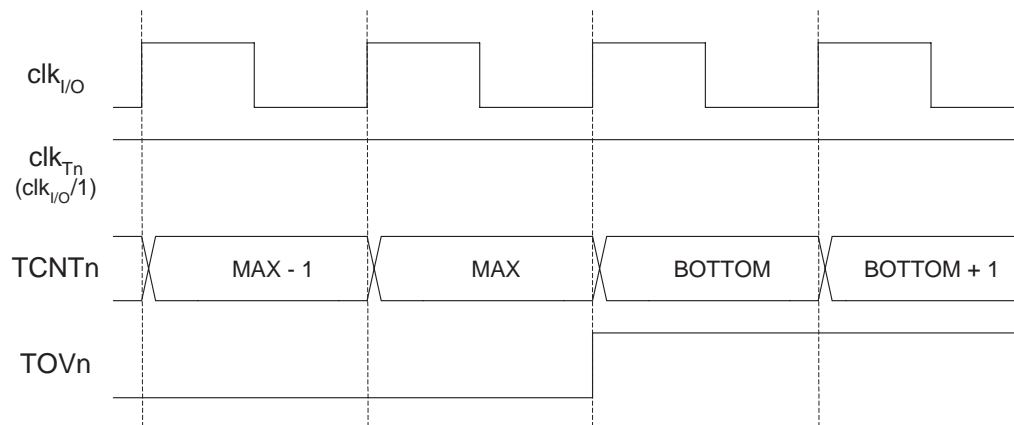 clkI/O
clkTn
(clkI/O/1)
TCNTn MAX - 1 MAX BOTTOM BOTTOM + 1
TOVn